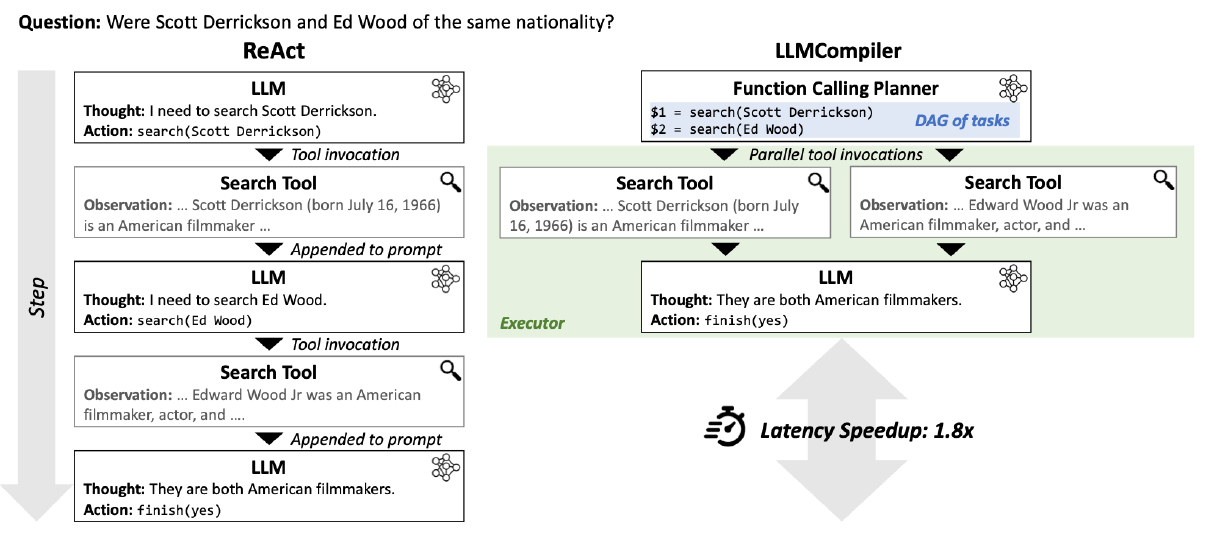 Question: Were Scott Derrickson and Ed Wood of the same nationality?
ReAct
Step
LLM
Thought: I need to search Scott Derrickson.
Action: search(Scott Derrickson)
Tool invocation
Search Tool
Observation: ... Scott Derrickson (born July 16, 1966)
is an American filmmaker ...
Appended to prompt
LLM
Thought: I need to search Ed Wood.
Action: search(Ed Wood)
Tool invocation
Search Tool
Observation: ... Edward Wood Jr was an American
filmmaker, actor, and ....
Appended to prompt
LLM
Thought: They are both American filmmakers.
Action: finish(yes)
LLMCompiler
Function Calling Planner
$1 = search(Scott Derrickson)
$2 = search(Ed Wood)
DAG of tasks
Parallel tool invocations
Search Tool
Observation: ... Scott Derrickson (born July
16, 1966) is an American filmmaker ...
Search Tool
Observation: ... Edward Wood Jr was an
American filmmaker, actor, and ...
LLM
Thought: They are both American filmmakers.
Action: finish(yes)
Executor
Latency Speedup: 1.8x